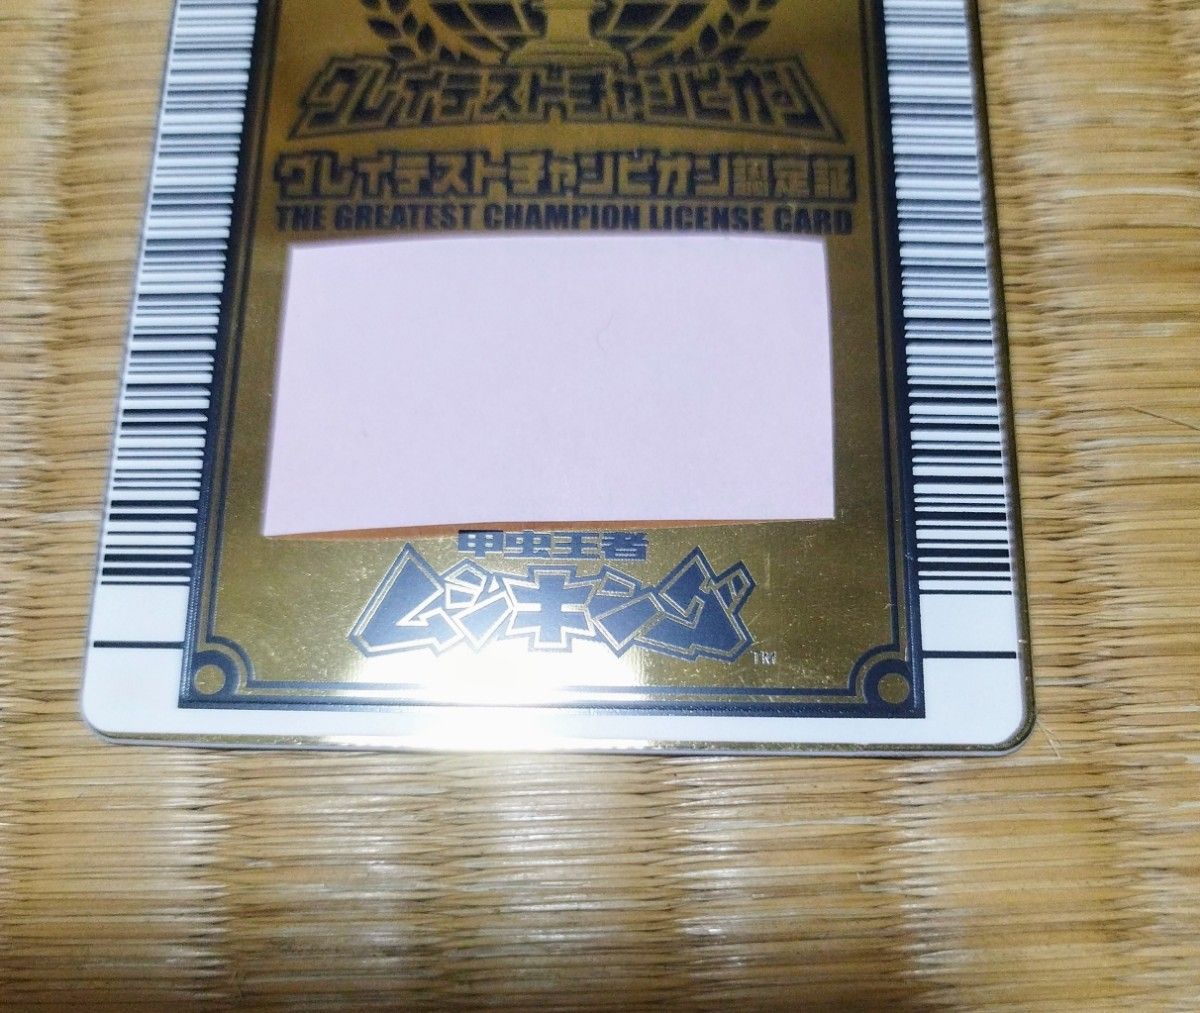 グレイテストチャンピオン
グレイテストチャンピオン認定証
THE GREATEST CHAMPION LICENSE CARD
甲虫王者
ムシキング
TM